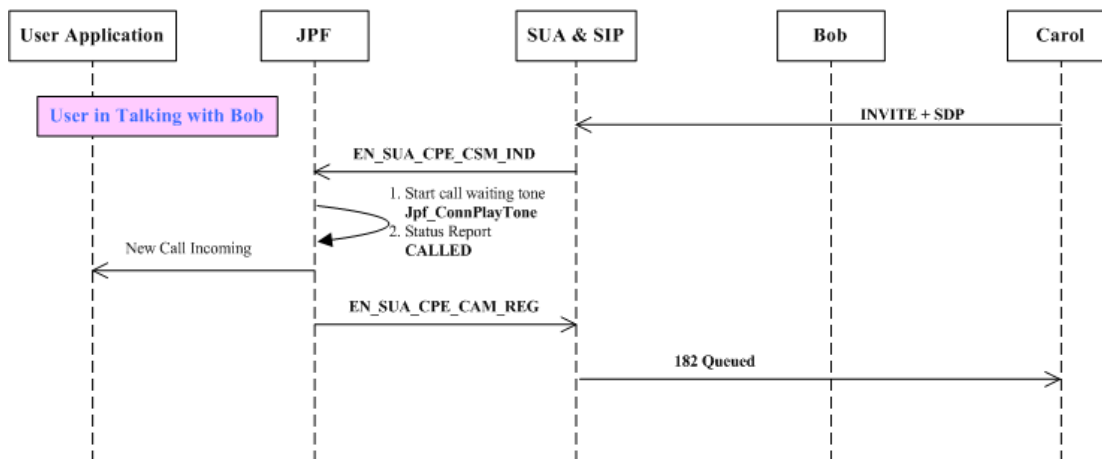 User Application
JPF
SUA & SIP
Bob
Carol
User in Talking with Bob
INVITE + SDP
EN_SUA_CPE_CSM_IND
1. Start call waiting tone
Jpf_ConnPlayTone
2. Status Report
CALLED
New Call Incoming
EN_SUA_CPE_CAM_REG
182 Queued